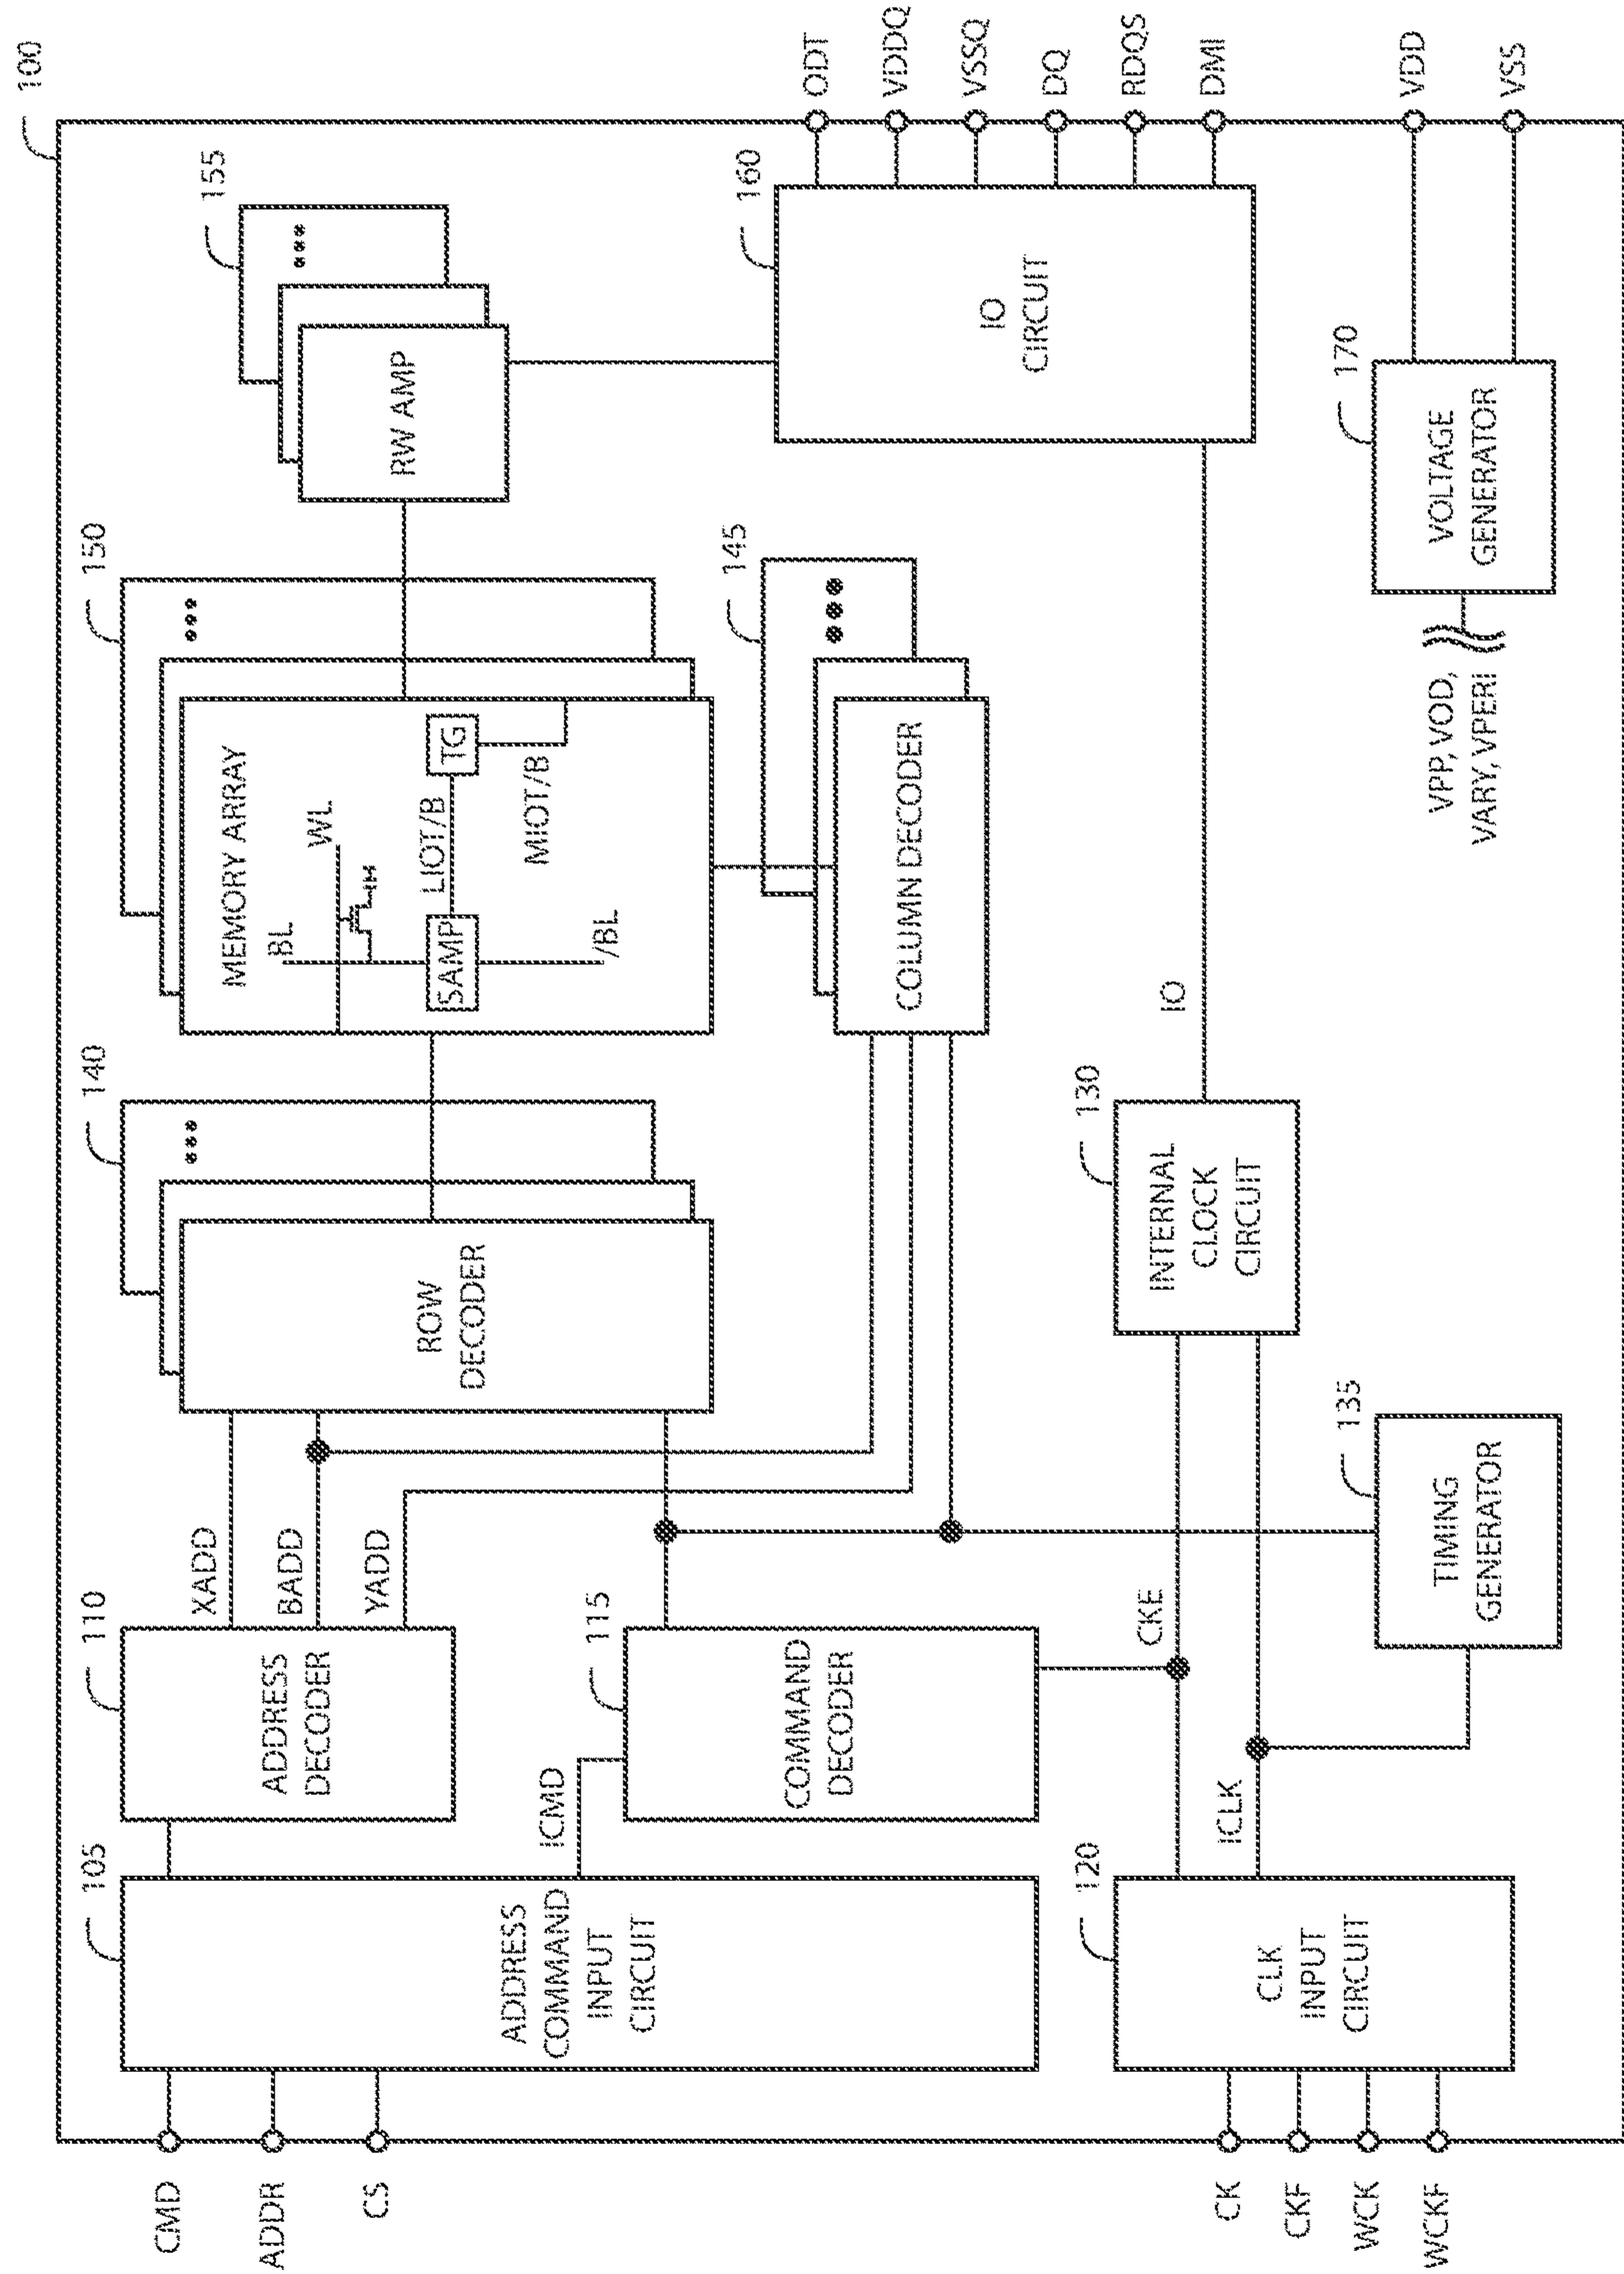 100
CMD
ADDR
CS
CK
CKF
WCK
WCKF
105
ADDRESS
COMMAND
INPUT
CIRCUIT
110
ADDRESS
DECODER
XADD
BADD
YADD
ICMD
115
COMMAND
DECODER
120
CLK
INPUT
CIRCUIT
CKE
ICLK
130
INTERNAL
CLOCK
CIRCUIT
135
TIMING
GENERATOR
140
ROW
DECODER
150
MEMORY ARRAY
BL
WL
SAMP
LIOT/B
TG
/BL
MIOT/B
145
COLUMN DECODER
155
RW AMP
160
IO
CIRCUIT
IO
170
VOLTAGE
GENERATOR
VPP, VOD,
VARY, VPERI
ODT
VDDQ
VSSQ
DQ
RDQS
DMI
VDD
VSS